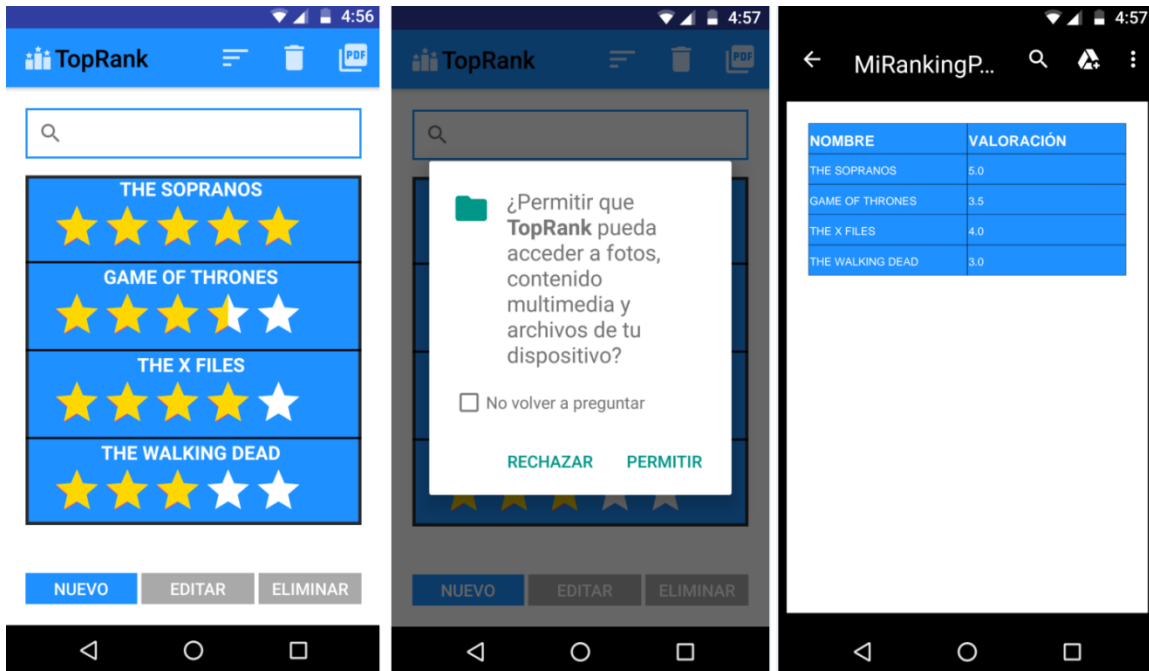 4:56
TopRank
PDF
THE SOPRANOS
GAME OF THRONES
THE X FILES
THE WALKING DEAD
NUEVO EDITAR ELIMINAR
4:57
TopRank
PDF
¿Permitir que
TopRank pueda
acceder a fotos,
contenido
multimedia y
archivos de tu
dispositivo?
No volver a preguntar
RECHAZAR PERMITIR
NUEVO EDITAR ELIMINAR
4:57
MiRankingP...
NOMBRE VALORACIÓN
THE SOPRANOS 5.0
GAME OF THRONES 3.5
THE X FILES 4.0
THE WALKING DEAD 3.0